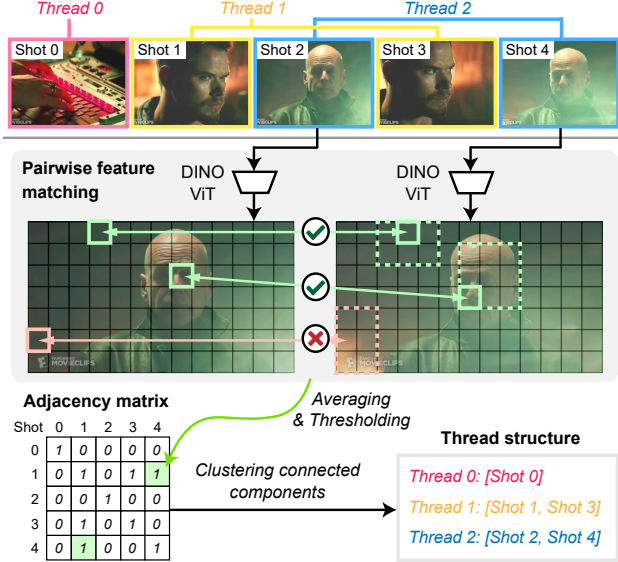 Thread 0
Thread 1
Thread 2
Shot 0
Shot 1
Shot 2
Shot 3
Shot 4
Pairwise feature
matching
DINO
ViT
DINO
ViT
MOVIECLIPS
MOVIECLIPS
Averaging
& Thresholding
Adjacency matrix
Shot 0 1 2 3 4
0 1 0 0 0 0
1 0 1 0 1 1
2 0 0 1 0 0
3 0 1 0 1 0
4 0 1 0 0 1
Clustering connected
components
Thread structure
Thread 0: [Shot 0]
Thread 1: [Shot 1, Shot 3]
Thread 2: [Shot 2, Shot 4]